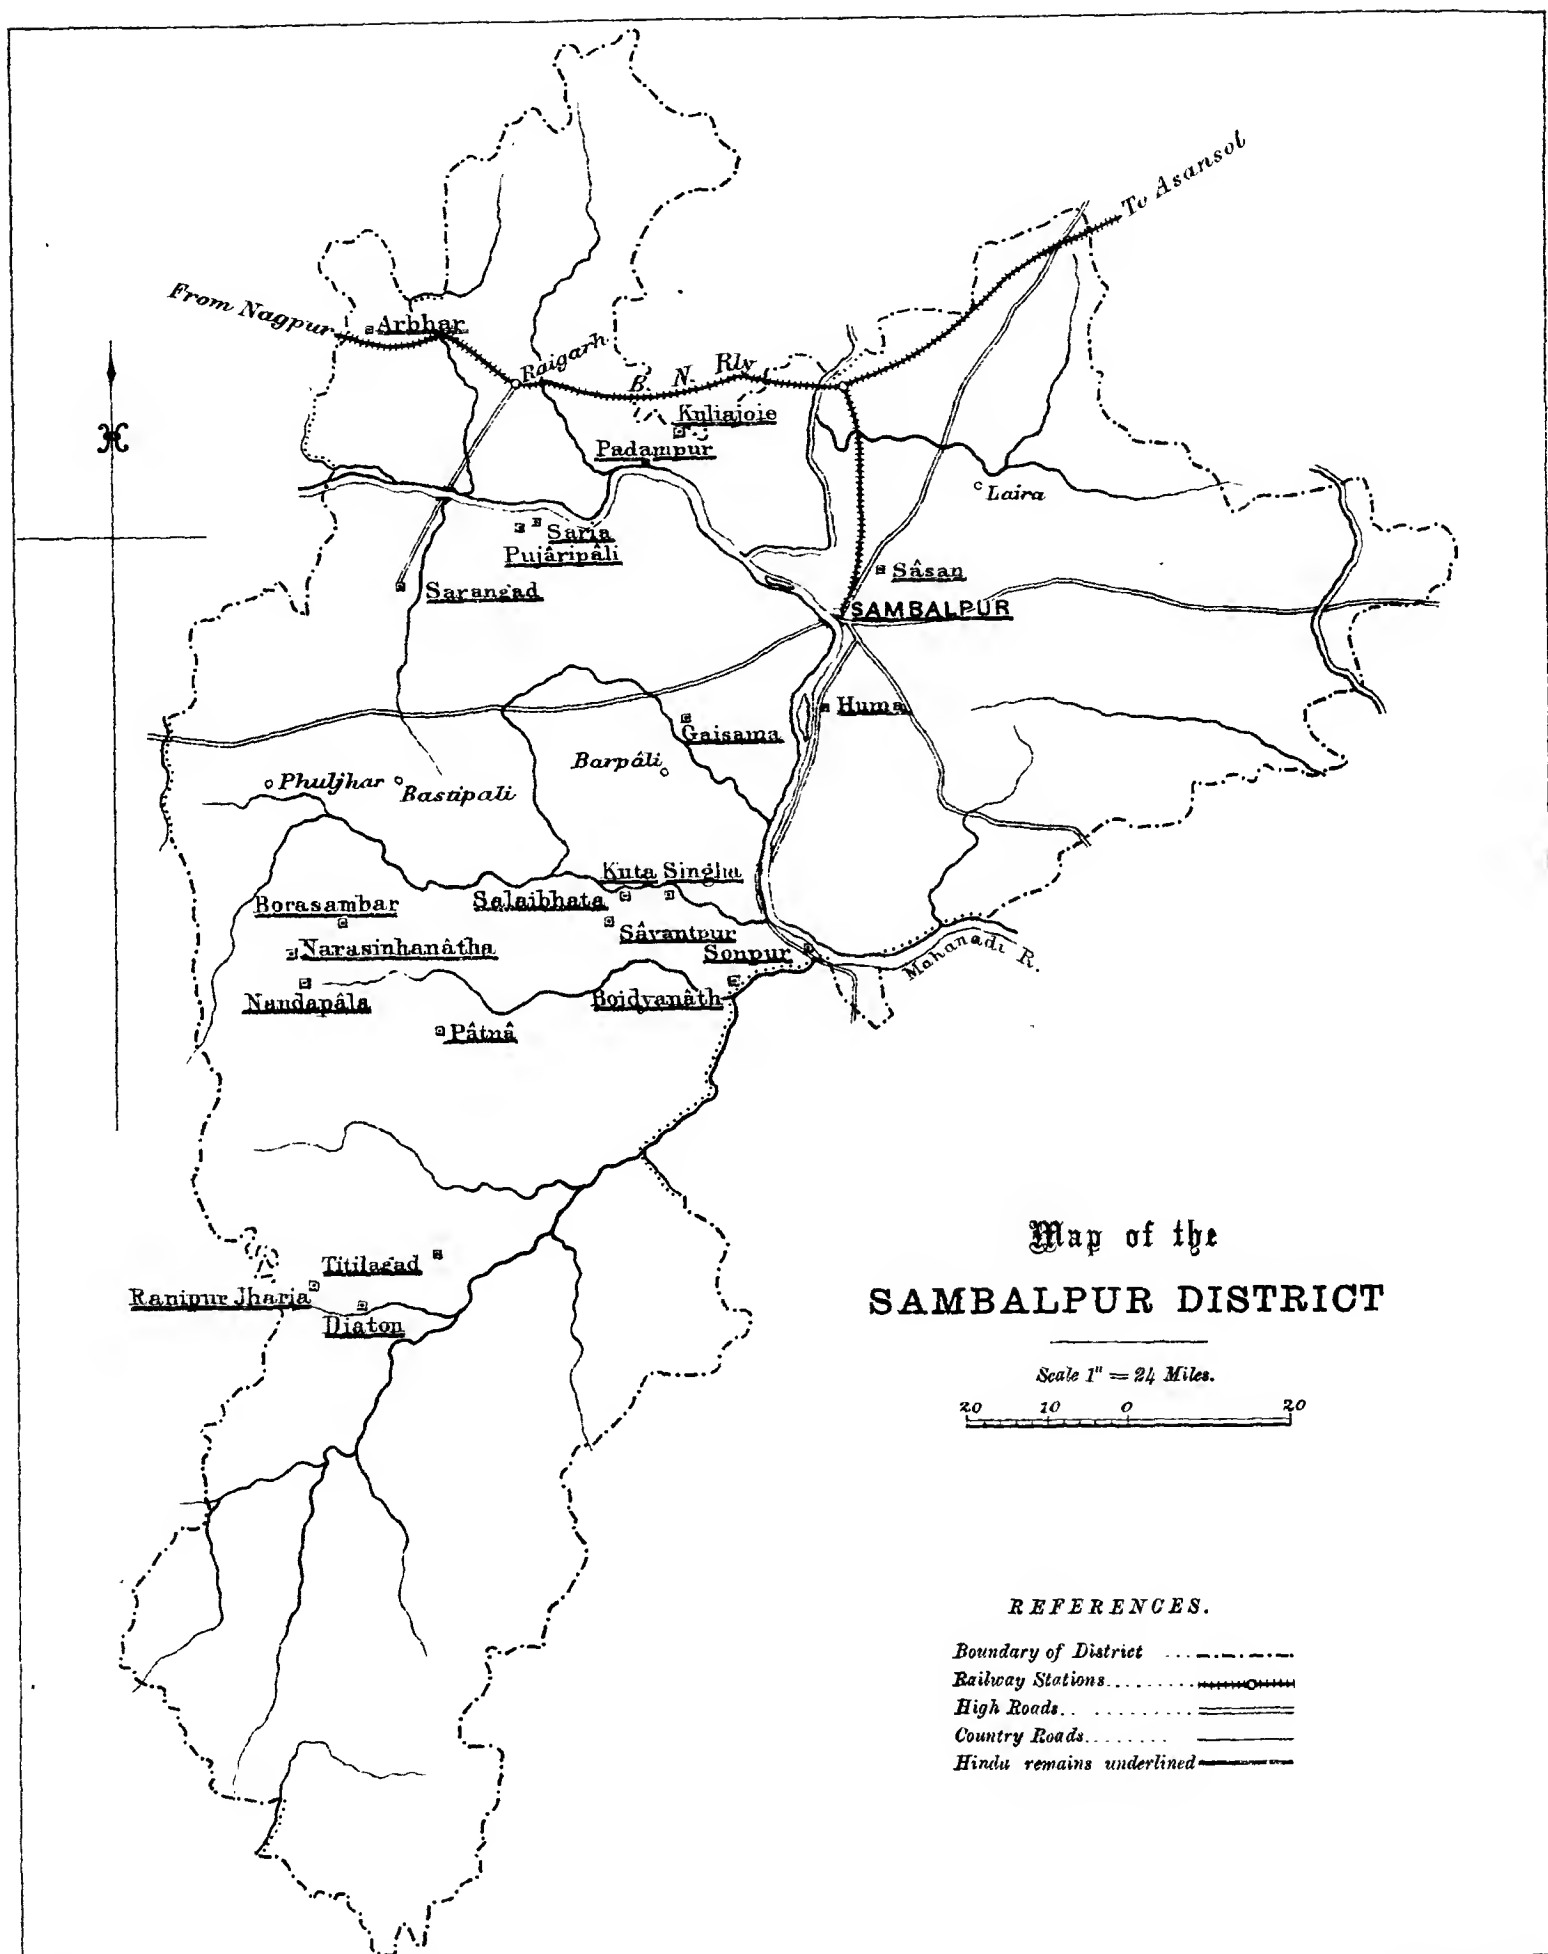 To Asansol
From Nagpur
Arbhar
Raigarh
B. N. Rly
Kuliajoie
Padampur
Laira
Saria
Pujâripâli
Sâsan
Sarangad
SAMBALPUR
Huma
Gaisama
Barpâli
Phuljhar
Bastipali
Kuta Singha
Borasambar
Salaibhata
Sâvantpur
Narasinhanâtha
Sonpur
Mahanadi R.
Nandapâla
Boidyanâth
Pâtnâ
Map of the
SAMBALPUR DISTRICT
Scale 1" = 24 Miles.
20 10 0 20
Titilagad
Ranipur Jharia
Diaton
REFERENCES.
Boundary of District
Railway Stations
High Roads
Country Roads
Hindu remains underlined